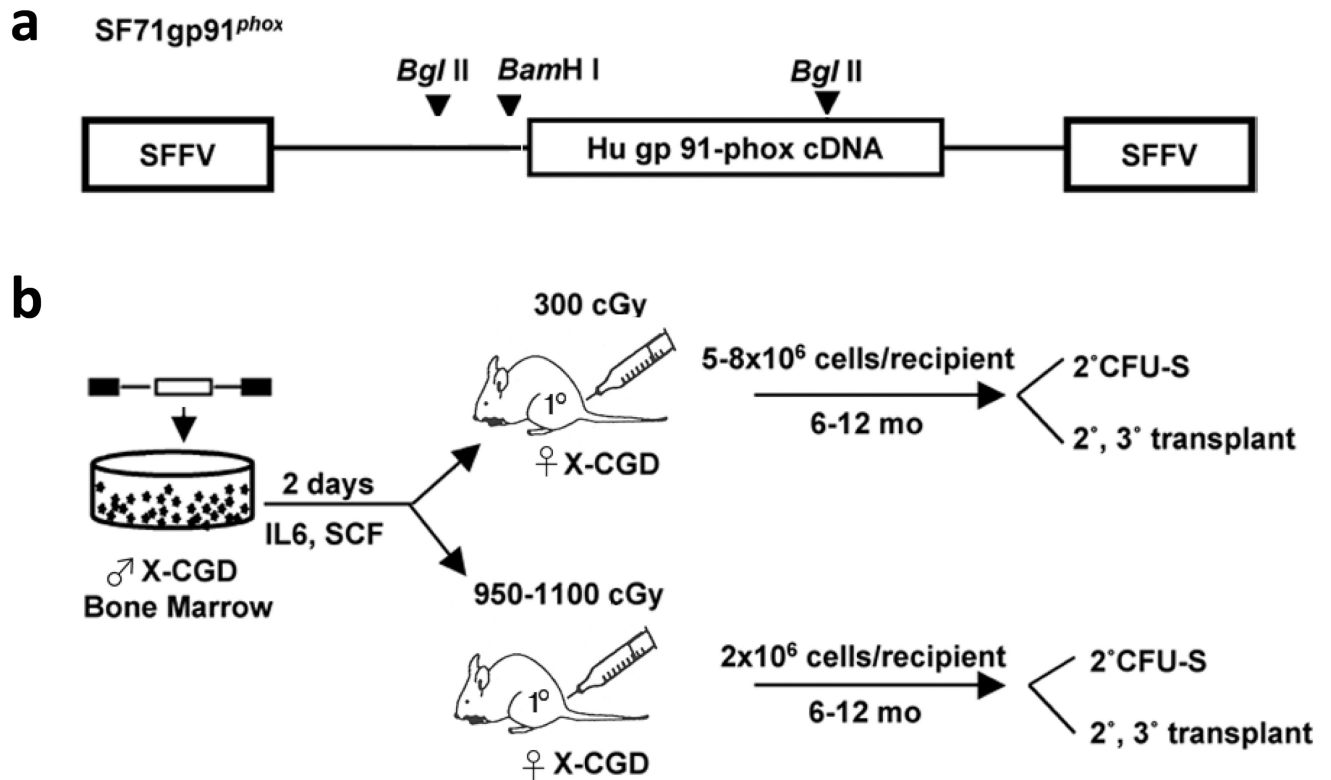 a
SF71gp91phox
Bgl II
BamH I
Bgl II
SFFV
Hu gp 91-phox cDNA
SFFV
b
300 cGy
1°
♀ X-CGD
5-8x10⁶ cells/recipient
6-12 mo
2°CFU-S
2°, 3° transplant
2 days
IL6, SCF
♂ X-CGD
Bone Marrow
950-1100 cGy
1°
♀ X-CGD
2x10⁶ cells/recipient
6-12 mo
2°CFU-S
2°, 3° transplant